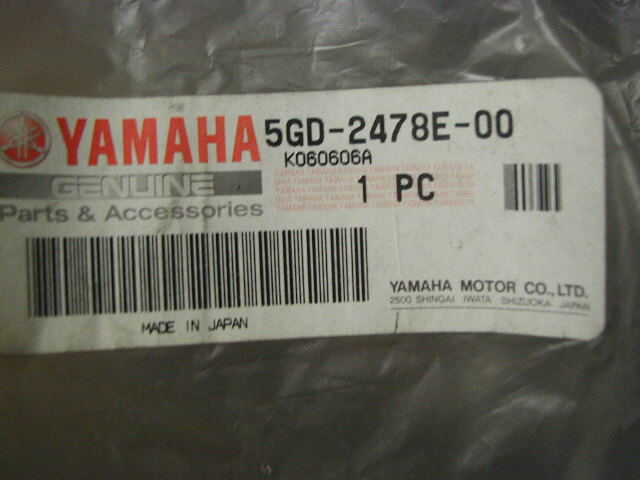 YAMAHA 5GD-2478E-00
K060606A
GENUINE
1 PC
Parts & Accessories
YAMAHA MOTOR CO., LTD.
2500 SHINGAI IWATA SHIZUOKA JAPAN
MADE IN JAPAN